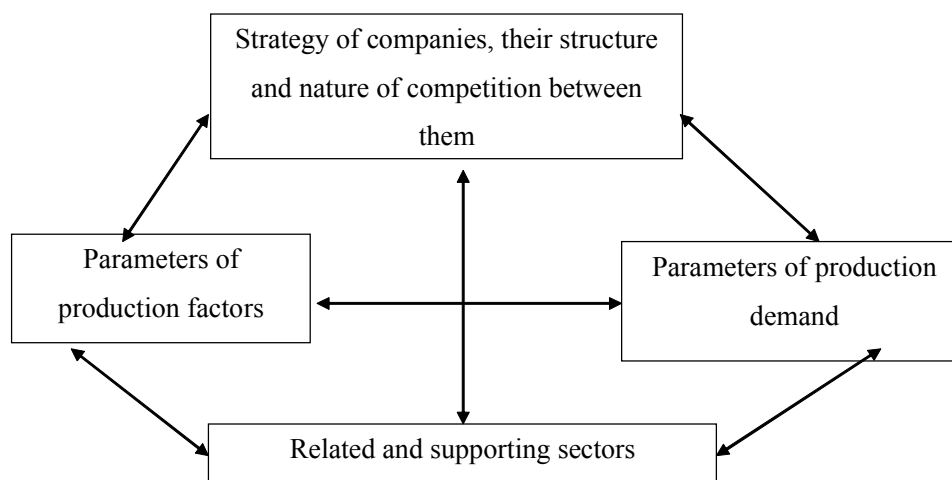 Strategy of companies, their structure
and nature of competition between
them
Parameters of
production factors
Parameters of production
demand
Related and supporting sectors